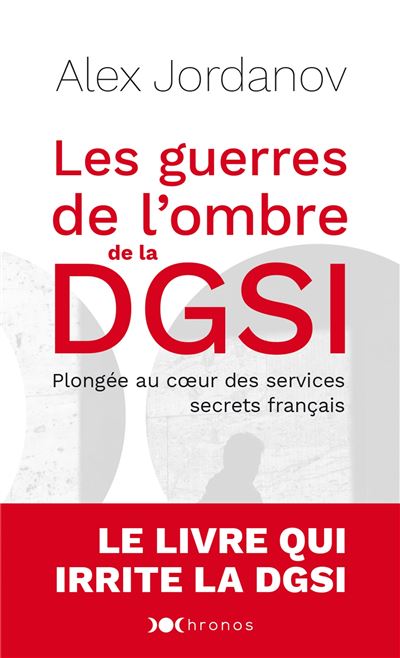 Alex Jordanov
Les guerres
de l'ombre
de la
DGSI
Plongée au cœur des services
secrets français
LE LIVRE QUI
IRRITE LA DGSI
chronos